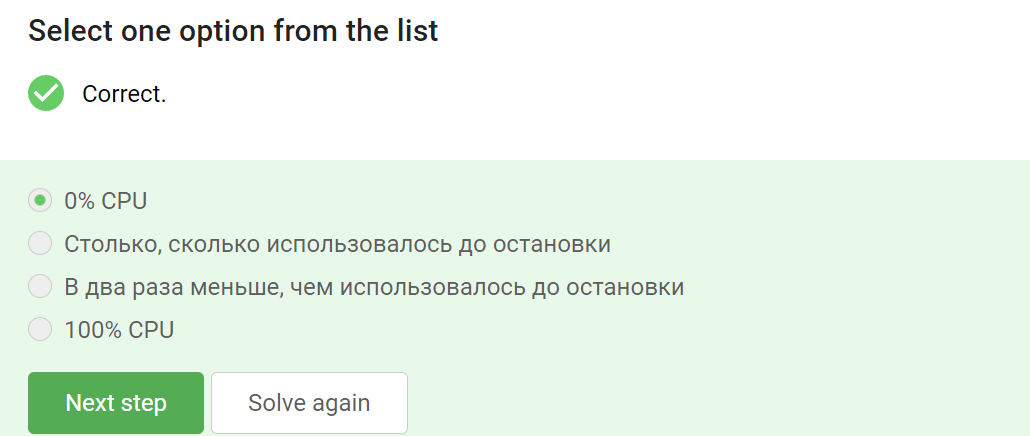 Select one option from the list
Correct.
0% CPU
Столько, сколько использовалось до остановки
В два раза меньше, чем использовалось до остановки
100% CPU
Next step
Solve again